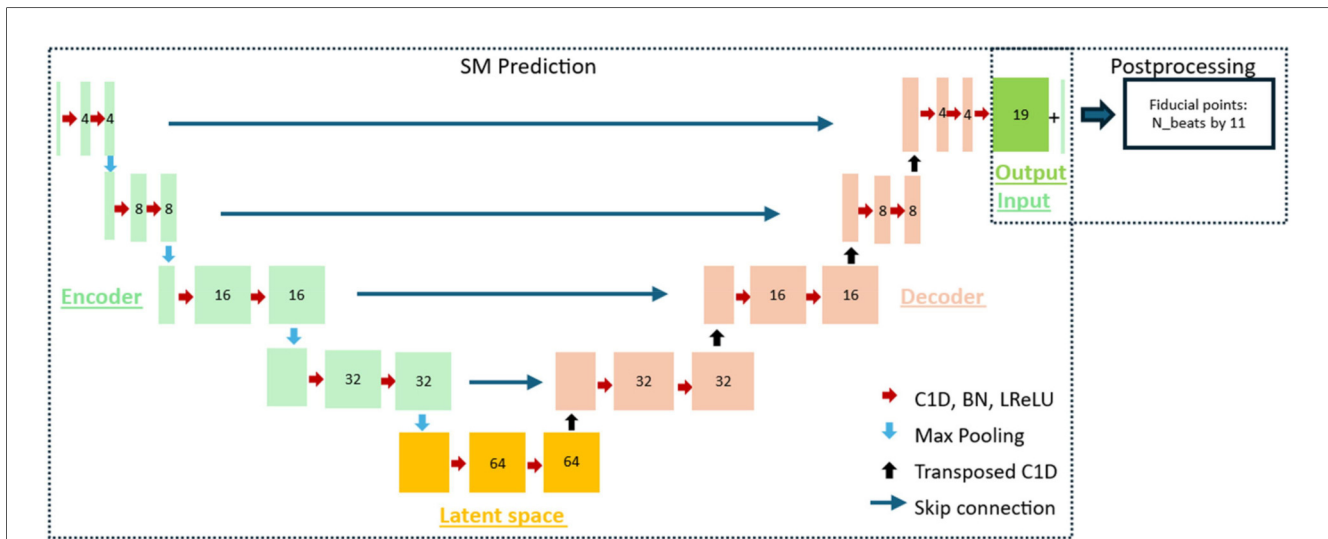 SM Prediction
Postprocessing
4 4
4 4
19
+
Fiducial points:
N_beats by 11
Output
Input
8 8
8 8
Encoder
16 16
16 16
Decoder
32 32
32 32
64 64
Latent space
C1D, BN, LReLU
Max Pooling
Transposed C1D
Skip connection